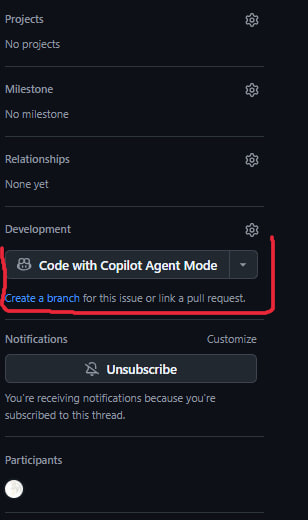 Projects
No projects
Milestone
No milestone
Relationships
None yet
Development
Code with Copilot Agent Mode
Create a branch for this issue or link a pull request.
Notifications Customize
Unsubscribe
You're receiving notifications because you're
subscribed to this thread.
Participants